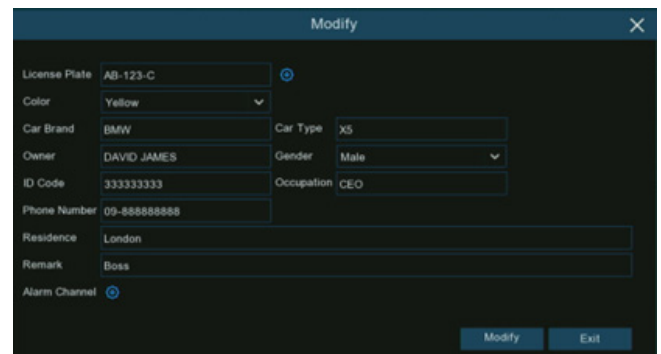 Modify
License Plate AB-123-C
Color Yellow
Car Brand BMW Car Type X5
Owner DAVID JAMES Gender Male
ID Code 333333333 Occupation CEO
Phone Number 09-888888888
Residence London
Remark Boss
Alarm Channel
Modify Exit